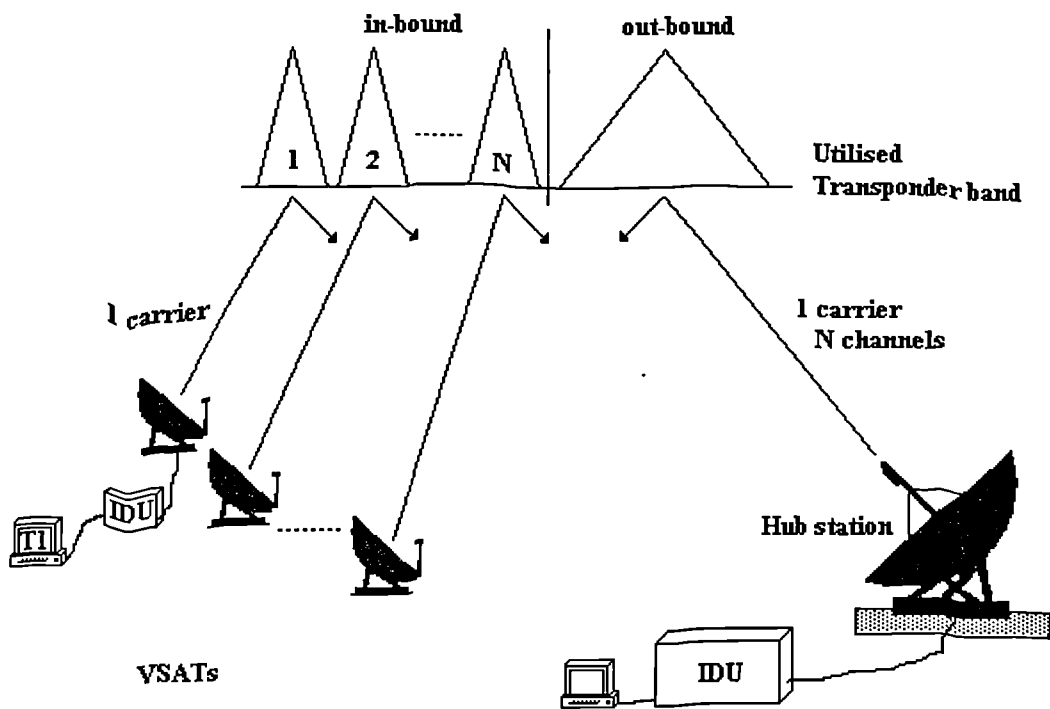 in-bound
out-bound
1
2
N
Utilised
Transponder band
1 carrier
1 carrier
N channels
IDU
T1
Hub station
IDU
VSATs